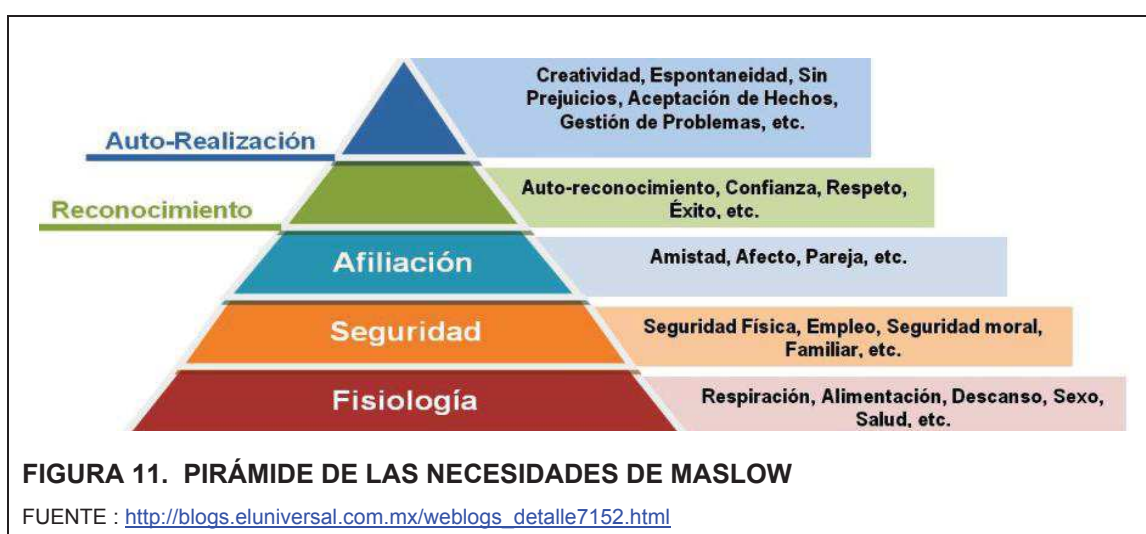 Creatividad, Espontaneidad, Sin
Prejuicios, Aceptación de Hechos,
Gestión de Problemas, etc.
Auto-Realización
Auto-reconocimiento, Confianza, Respeto,
Éxito, etc.
Reconocimiento
Afiliación
Amistad, Afecto, Pareja, etc.
Seguridad
Seguridad Física, Empleo, Seguridad moral,
Familiar, etc.
Fisiología
Respiración, Alimentación, Descanso, Sexo,
Salud, etc.
FIGURA 11. PIRÁMIDE DE LAS NECESIDADES DE MASLOW
FUENTE : http://blogs.eluniversal.com.mx/weblogs_detalle7152.html